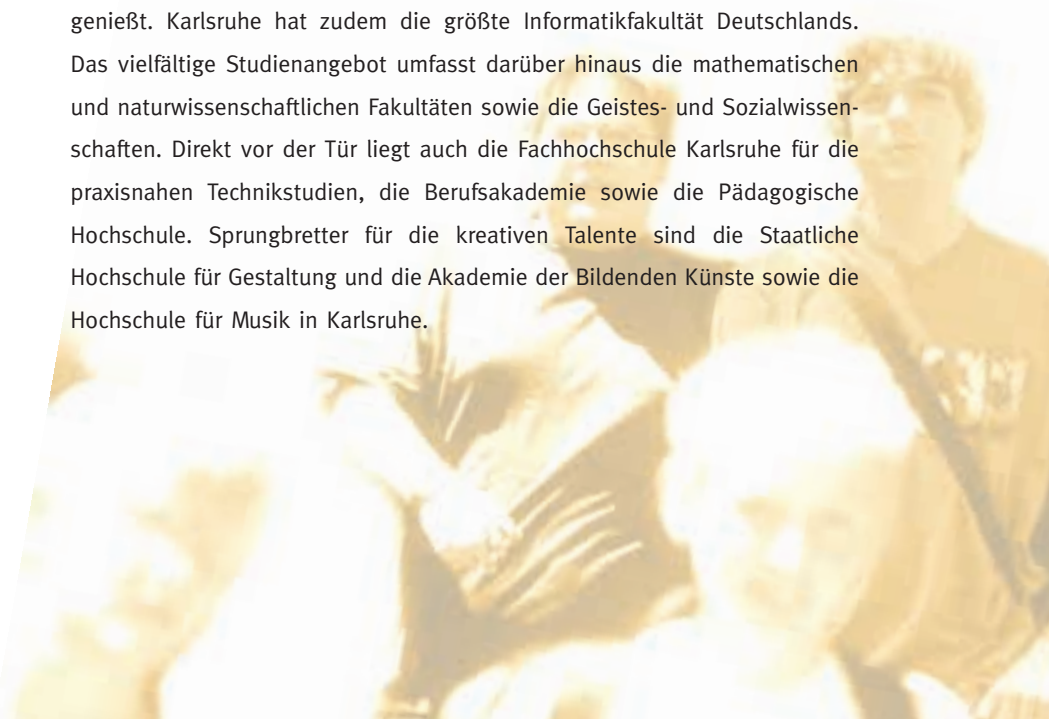 genießt. Karlsruhe hat zudem die größte Informatikfakultät Deutschlands.
Das vielfältige Studienangebot umfasst darüber hinaus die mathematischen
und naturwissenschaftlichen Fakultäten sowie die Geistes- und Sozialwissen-
schaften. Direkt vor der Tür liegt auch die Fachhochschule Karlsruhe für die
praxisnahen Technikstudien, die Berufsakademie sowie die Pädagogische
Hochschule. Sprungbretter für die kreativen Talente sind die Staatliche
Hochschule für Gestaltung und die Akademie der Bildenden Künste sowie die
Hochschule für Musik in Karlsruhe.